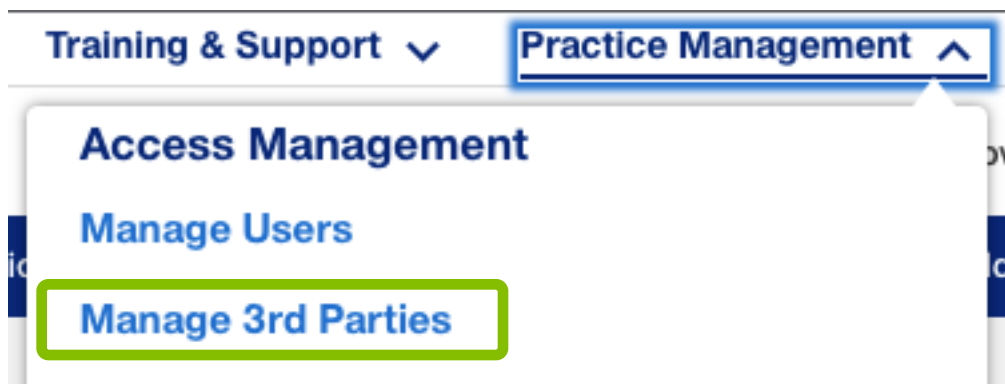 Training & Support Practice Management
Access Management
Manage Users
Manage 3rd Parties